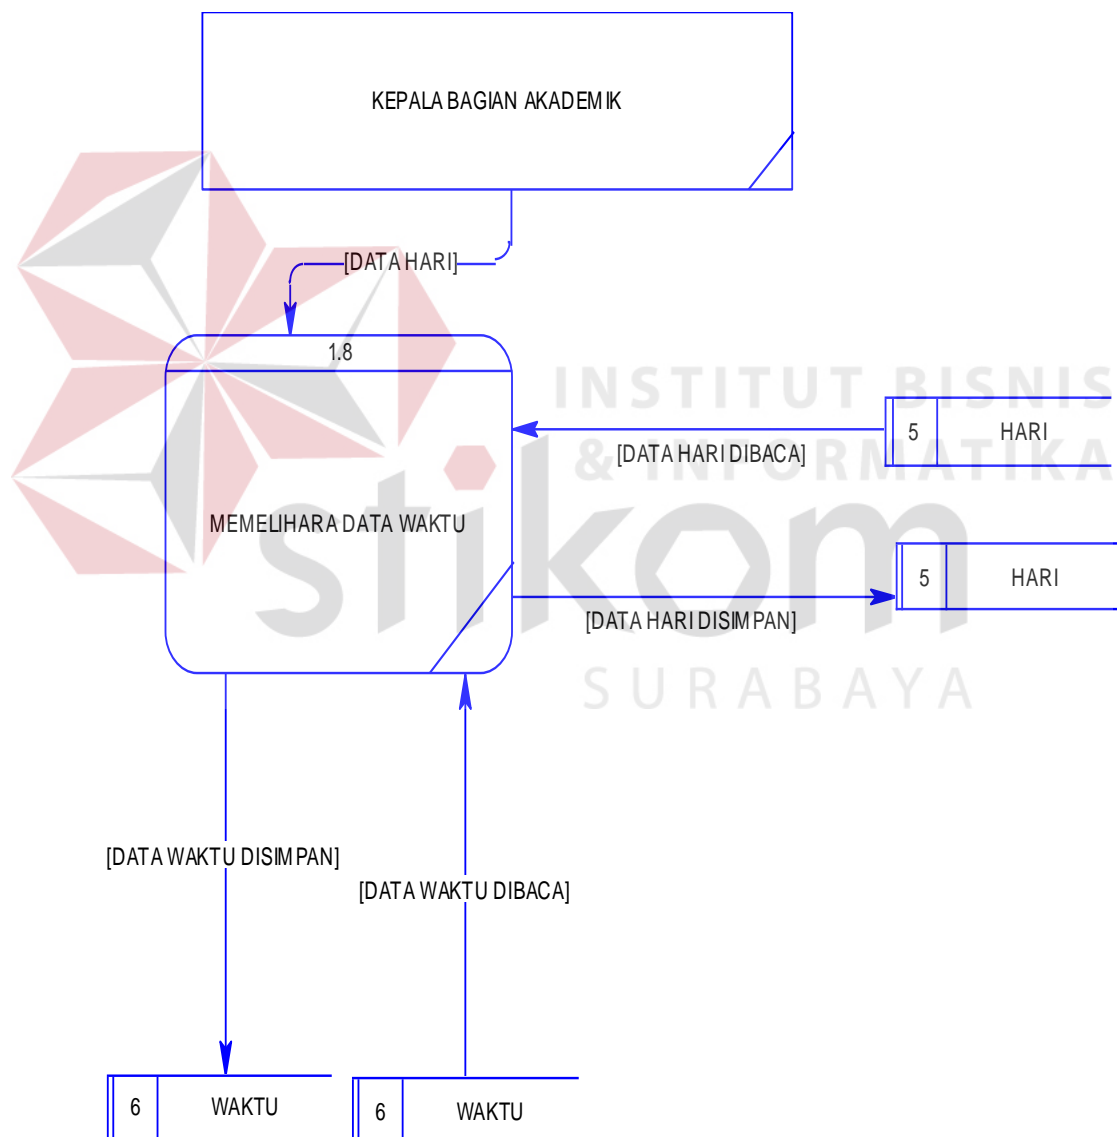 KEPALA BAGIAN AKADEMIK
[DATA HARI]
1.8
INSTITUT BISNIS
5 HARI
[DATA HARI DIBACA]
& INFORMATIKA
MEMELIHARA DATA WAKTU
stikom
5 HARI
[DATA HARI DISIMPAN]
SURABAYA
[DATA WAKTU DISIMPAN]
[DATA WAKTU DIBACA]
6 WAKTU
6 WAKTU